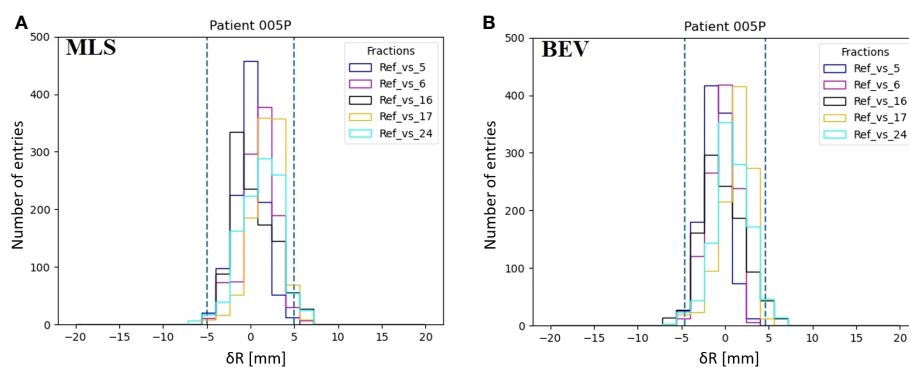 A
Patient 005P
MLS
Fractions
Ref_vs_5
Ref_vs_6
Ref_vs_16
Ref_vs_17
Ref_vs_24
Number of entries
500
400
300
200
100
0
−20 −15 −10 −5 0 5 10 15 20
δR [mm]
B
Patient 005P
BEV
Fractions
Ref_vs_5
Ref_vs_6
Ref_vs_16
Ref_vs_17
Ref_vs_24
Number of entries
500
400
300
200
100
0
−20 −15 −10 −5 0 5 10 15 20
δR [mm]